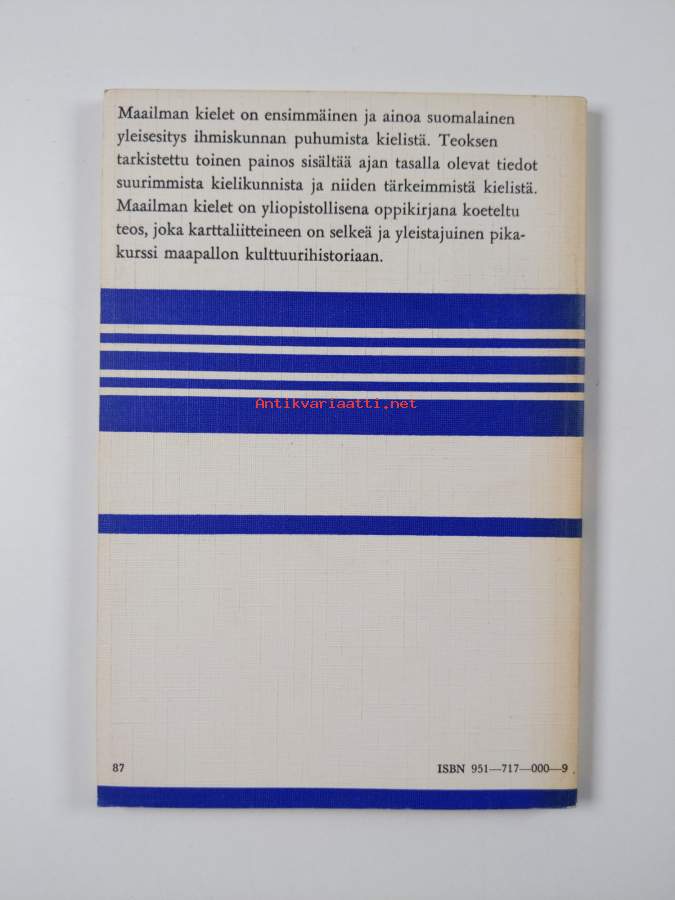 Maailman kielet on ensimmäinen ja ainoa suomalainen
yleisesitys ihmiskunnan puhumista kielistä. Teoksen
tarkistettu toinen painos sisältää ajan tasalla olevat tiedot
suurimmista kielikunnista ja niiden tärkeimmistä kielistä.
Maailman kielet on yliopistollisena oppikirjana koeteltu
teos, joka karttaliitteineen on selkeä ja yleistajuinen pika-
kurssi maapallon kulttuurihistoriaan.
Antikvariaatti.net
87 ISBN 951—717—000—9